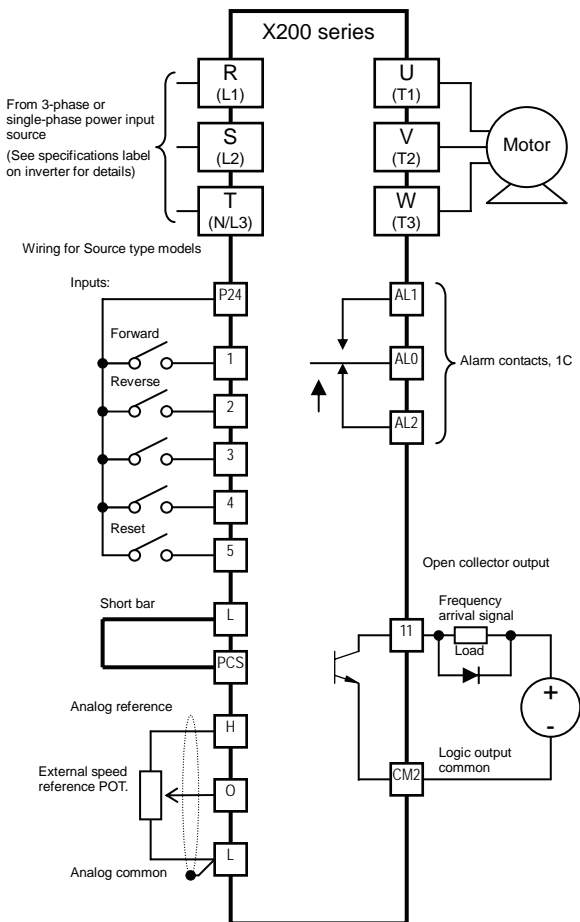 X200 series
R
(L1)
S
(L2)
T
(N/L3)
U
(T1)
V
(T2)
W
(T3)
Motor
From 3-phase or
single-phase power input
source
(See specifications label
on inverter for details)
Wiring for Source type models
Inputs:
P24
Forward
1
Reverse
2
3
4
Reset
5
Short bar
L
PCS
Analog reference
H
External speed
reference POT.
O
L
Analog common
AL1
AL0
AL2
Alarm contacts, 1C
Open collector output
Frequency
arrival signal
11
Load
+
-
Logic output
common
CM2